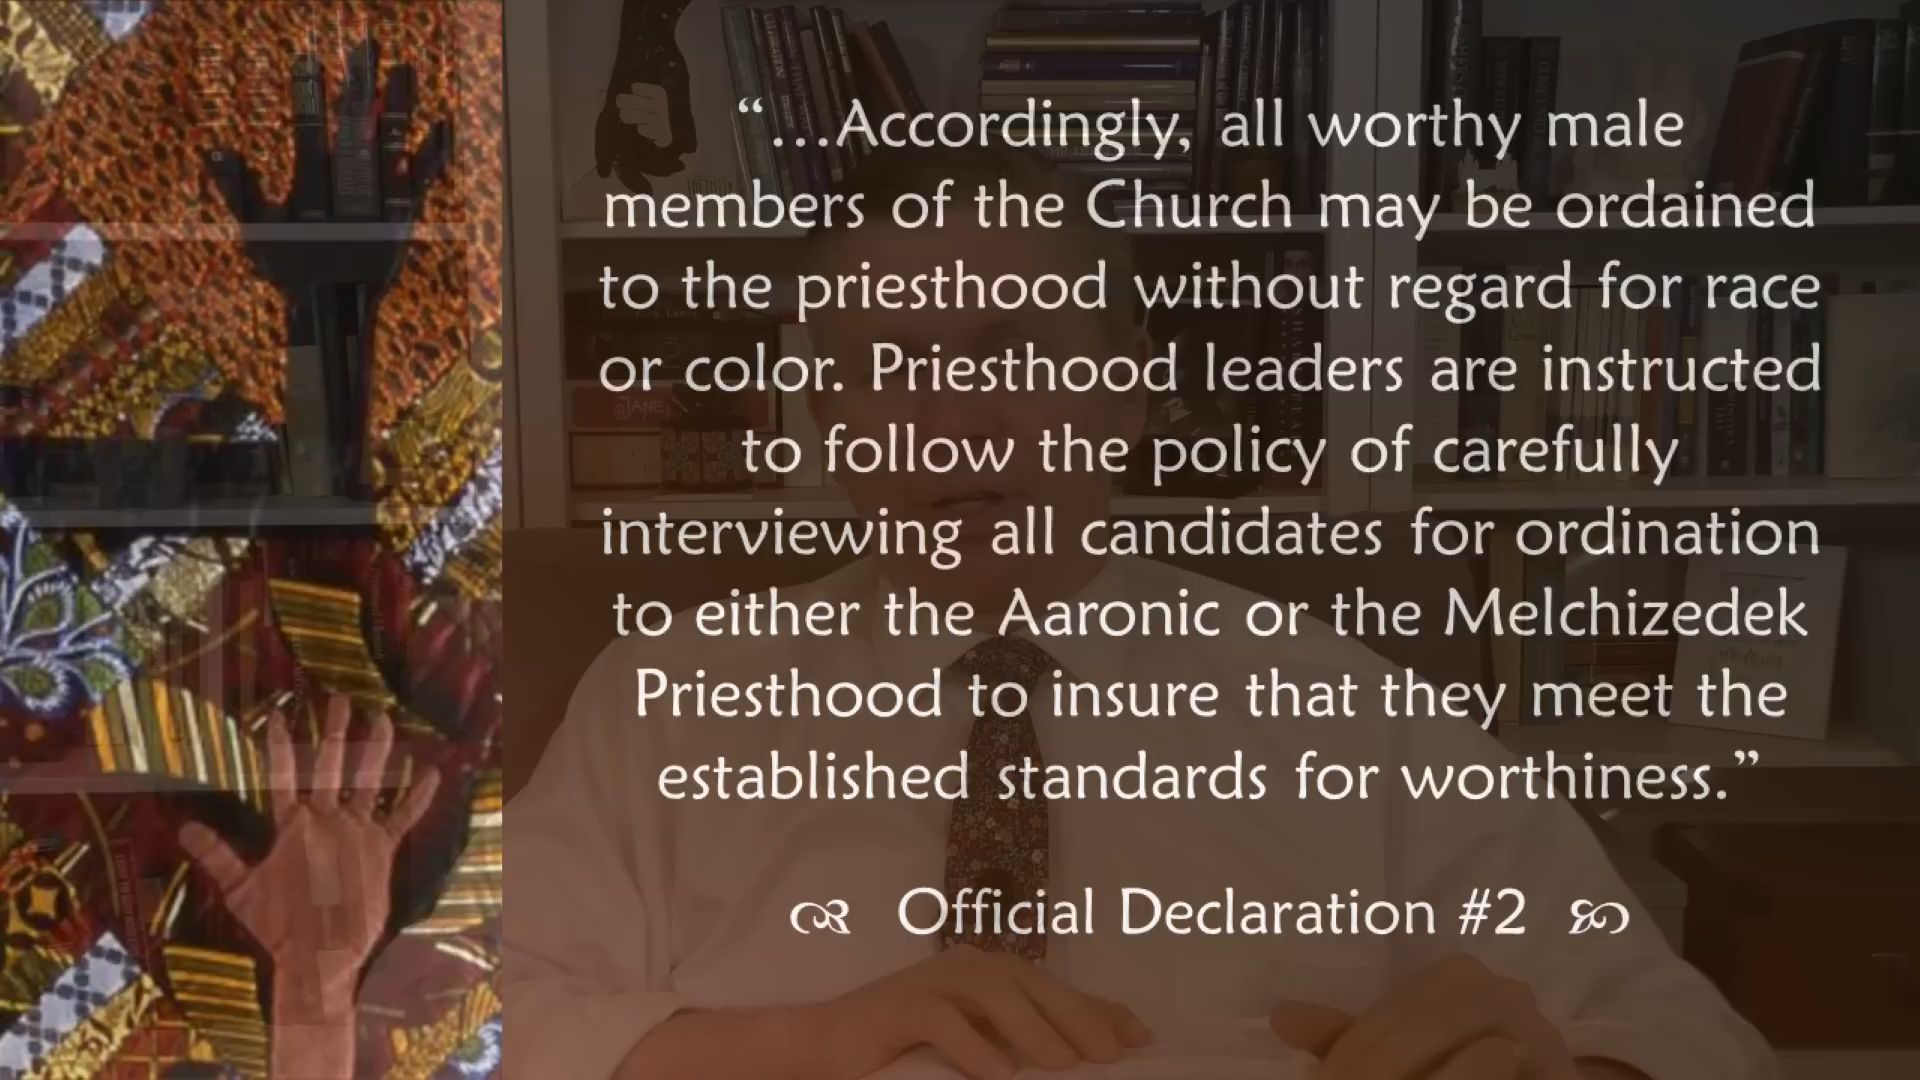 “…Accordingly, all worthy male
members of the Church may be ordained
to the priesthood without regard for race
or color. Priesthood leaders are instructed
to follow the policy of carefully
interviewing all candidates for ordination
to either the Aaronic or the Melchizedek
Priesthood to insure that they meet the
established standards for worthiness.”
Official Declaration #2
JANE